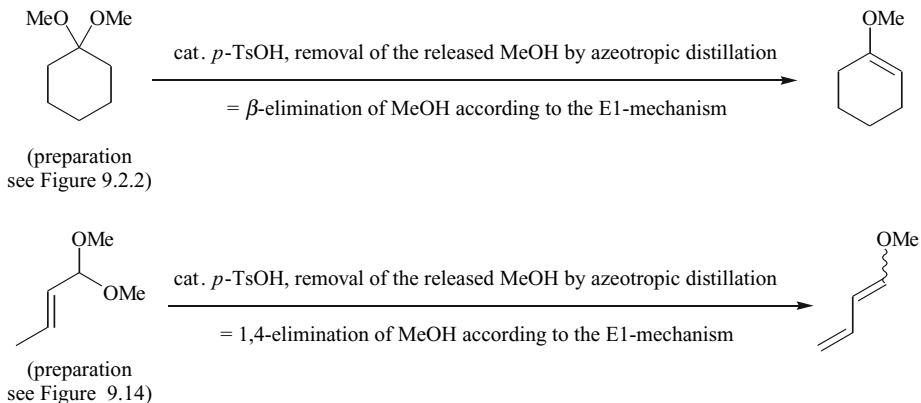 MeO OMe
cat. p-TsOH, removal of the released MeOH by azeotropic distillation
= β-elimination of MeOH according to the E1-mechanism
OMe
(preparation
see Figure 9.2.2)
OMe
OMe
cat. p-TsOH, removal of the released MeOH by azeotropic distillation
= 1,4-elimination of MeOH according to the E1-mechanism
OMe
(preparation
see Figure 9.14)